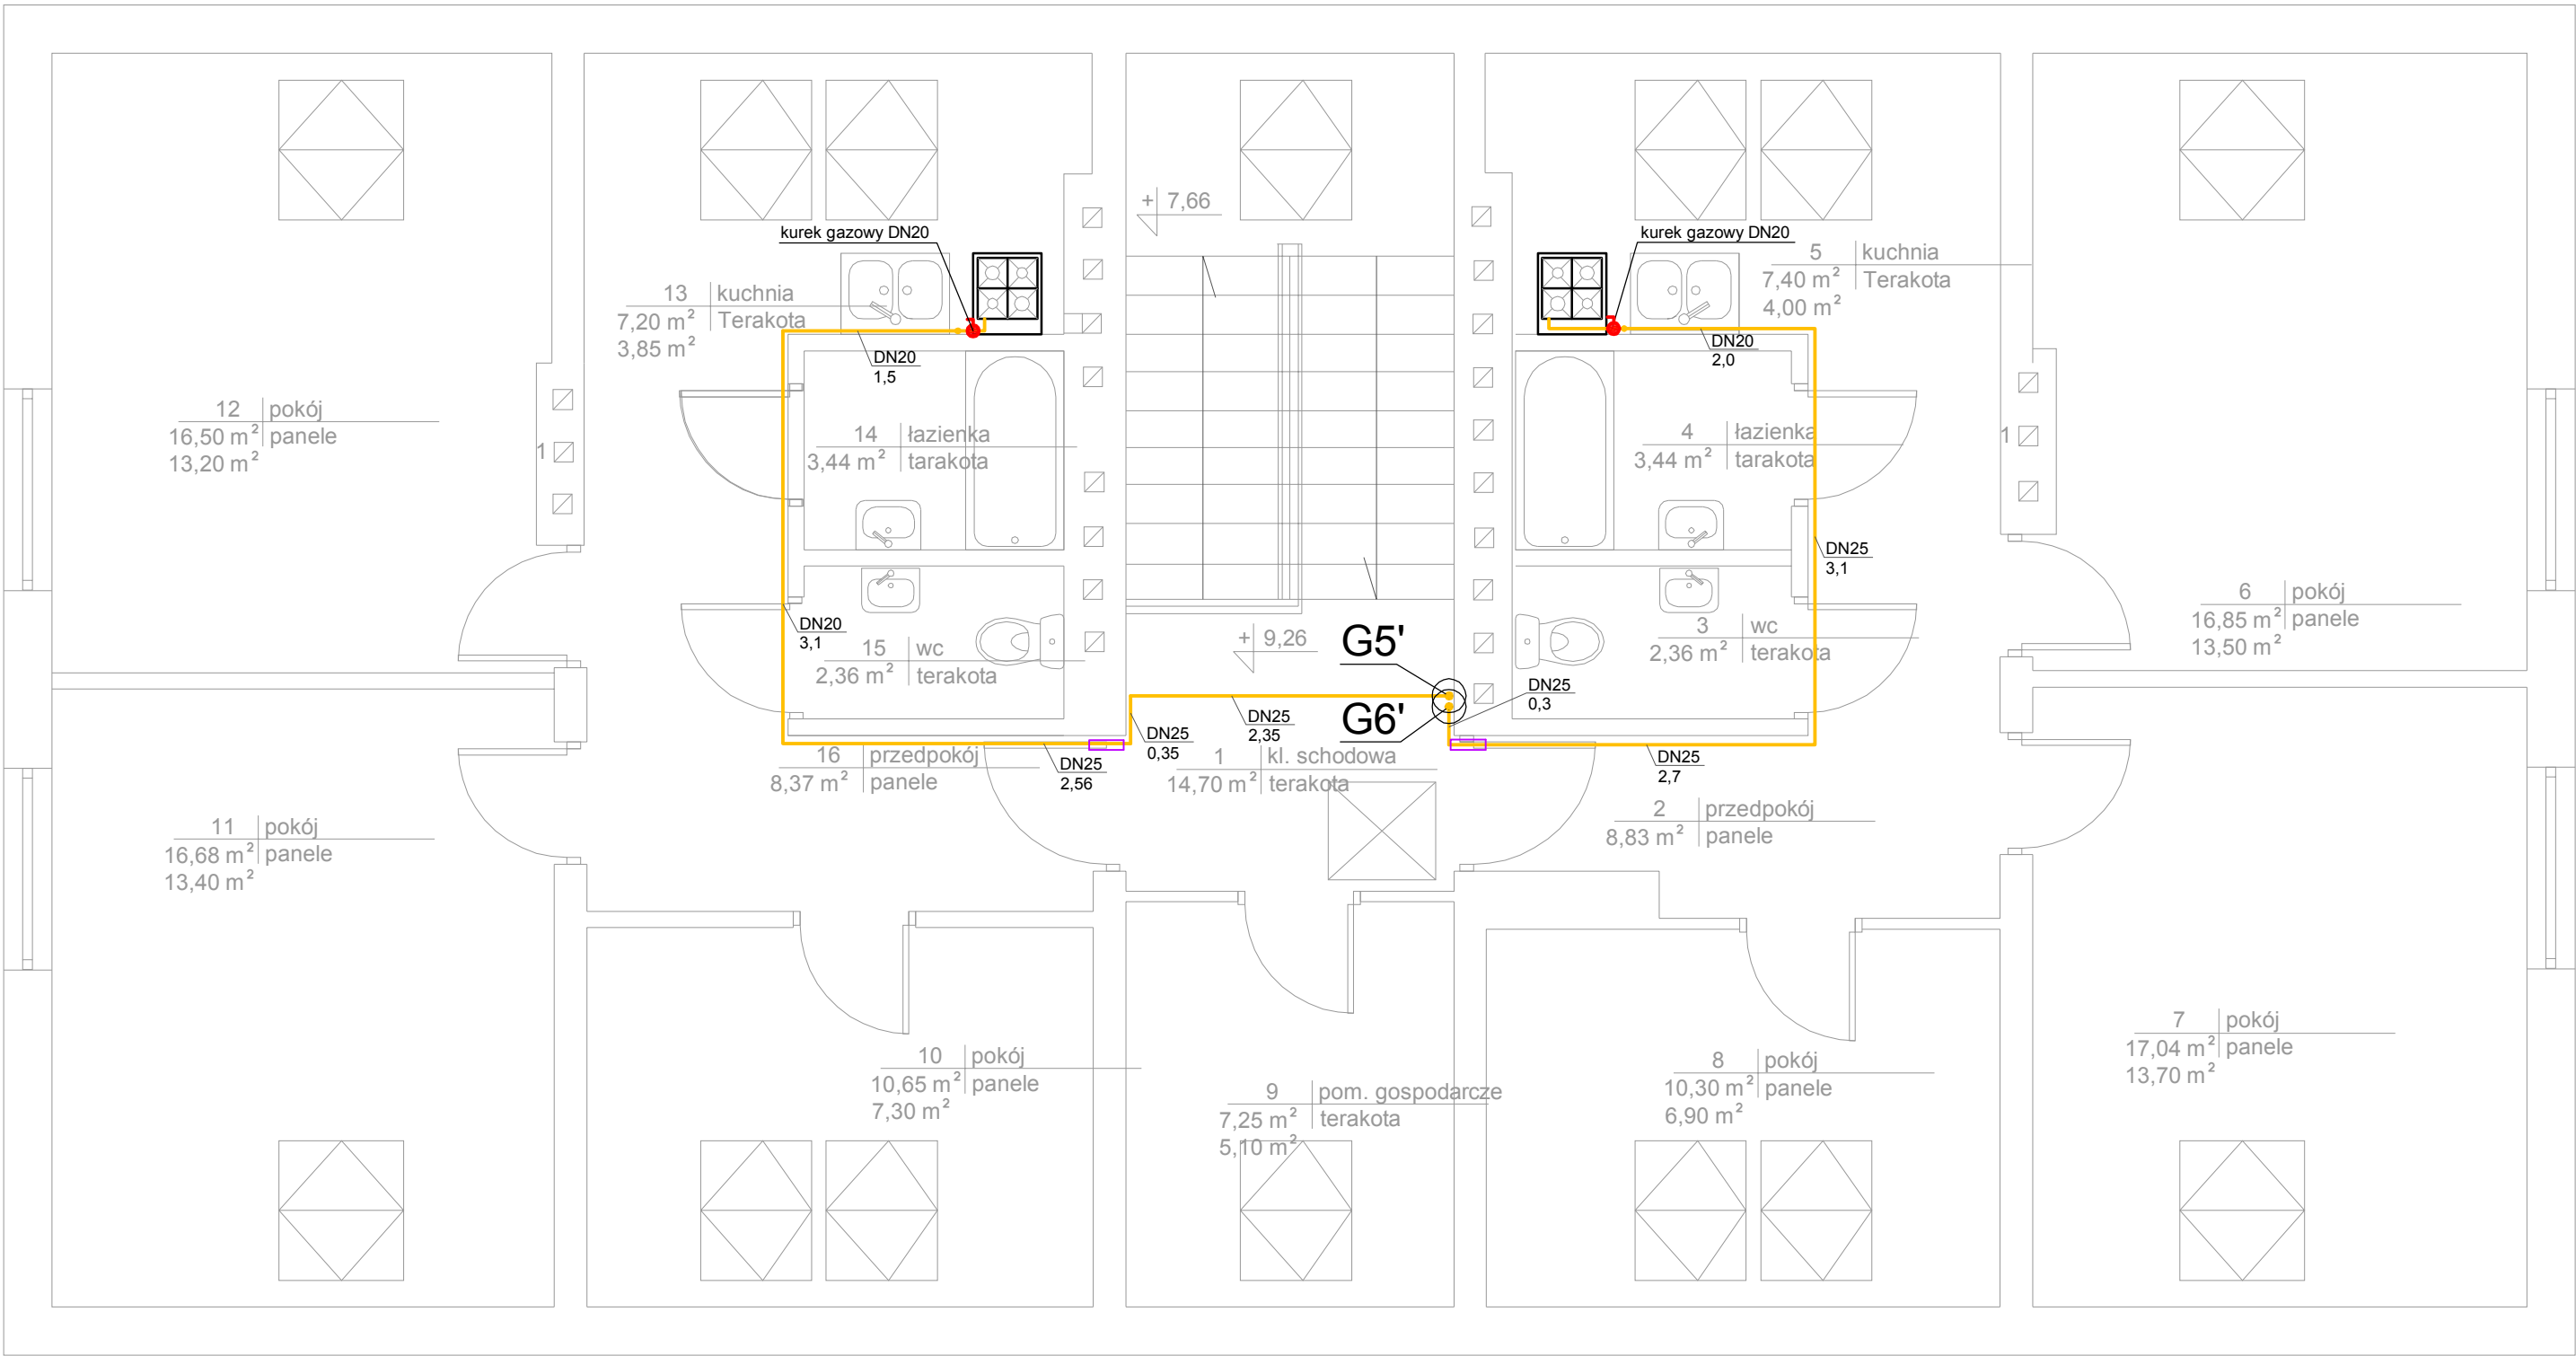 + 7,66
kurek gazowy DN20
kurek gazowy DN20
13 kuchnia
7,20 m² Terakota
3,85 m²
5 kuchnia
7,40 m² Terakota
4,00 m²
DN20
1,5
DN20
2,0
12 pokój
16,50 m² panele
13,20 m²
1
14 łazienka
3,44 m² tarakota
4 łazienka
3,44 m² tarakota
1
DN25
3,1
DN20
3,1
15 wc
2,36 m² terakota
+ 9,26
G5'
3 wc
2,36 m² terakota
6 pokój
16,85 m² panele
13,50 m²
DN25
0,3
G6'
DN25
2,35
DN25
0,35
16 przedpokój
8,37 m² panele
DN25
2,56
1 kl. schodowa
14,70 m² terakota
DN25
2,7
2 przedpokój
8,83 m² panele
11 pokój
16,68 m² panele
13,40 m²
10 pokój
10,65 m² panele
7,30 m²
9 pom. gospodarcze
7,25 m² terakota
5,10 m²
8 pokój
10,30 m² panele
6,90 m²
7 pokój
17,04 m² panele
13,70 m²